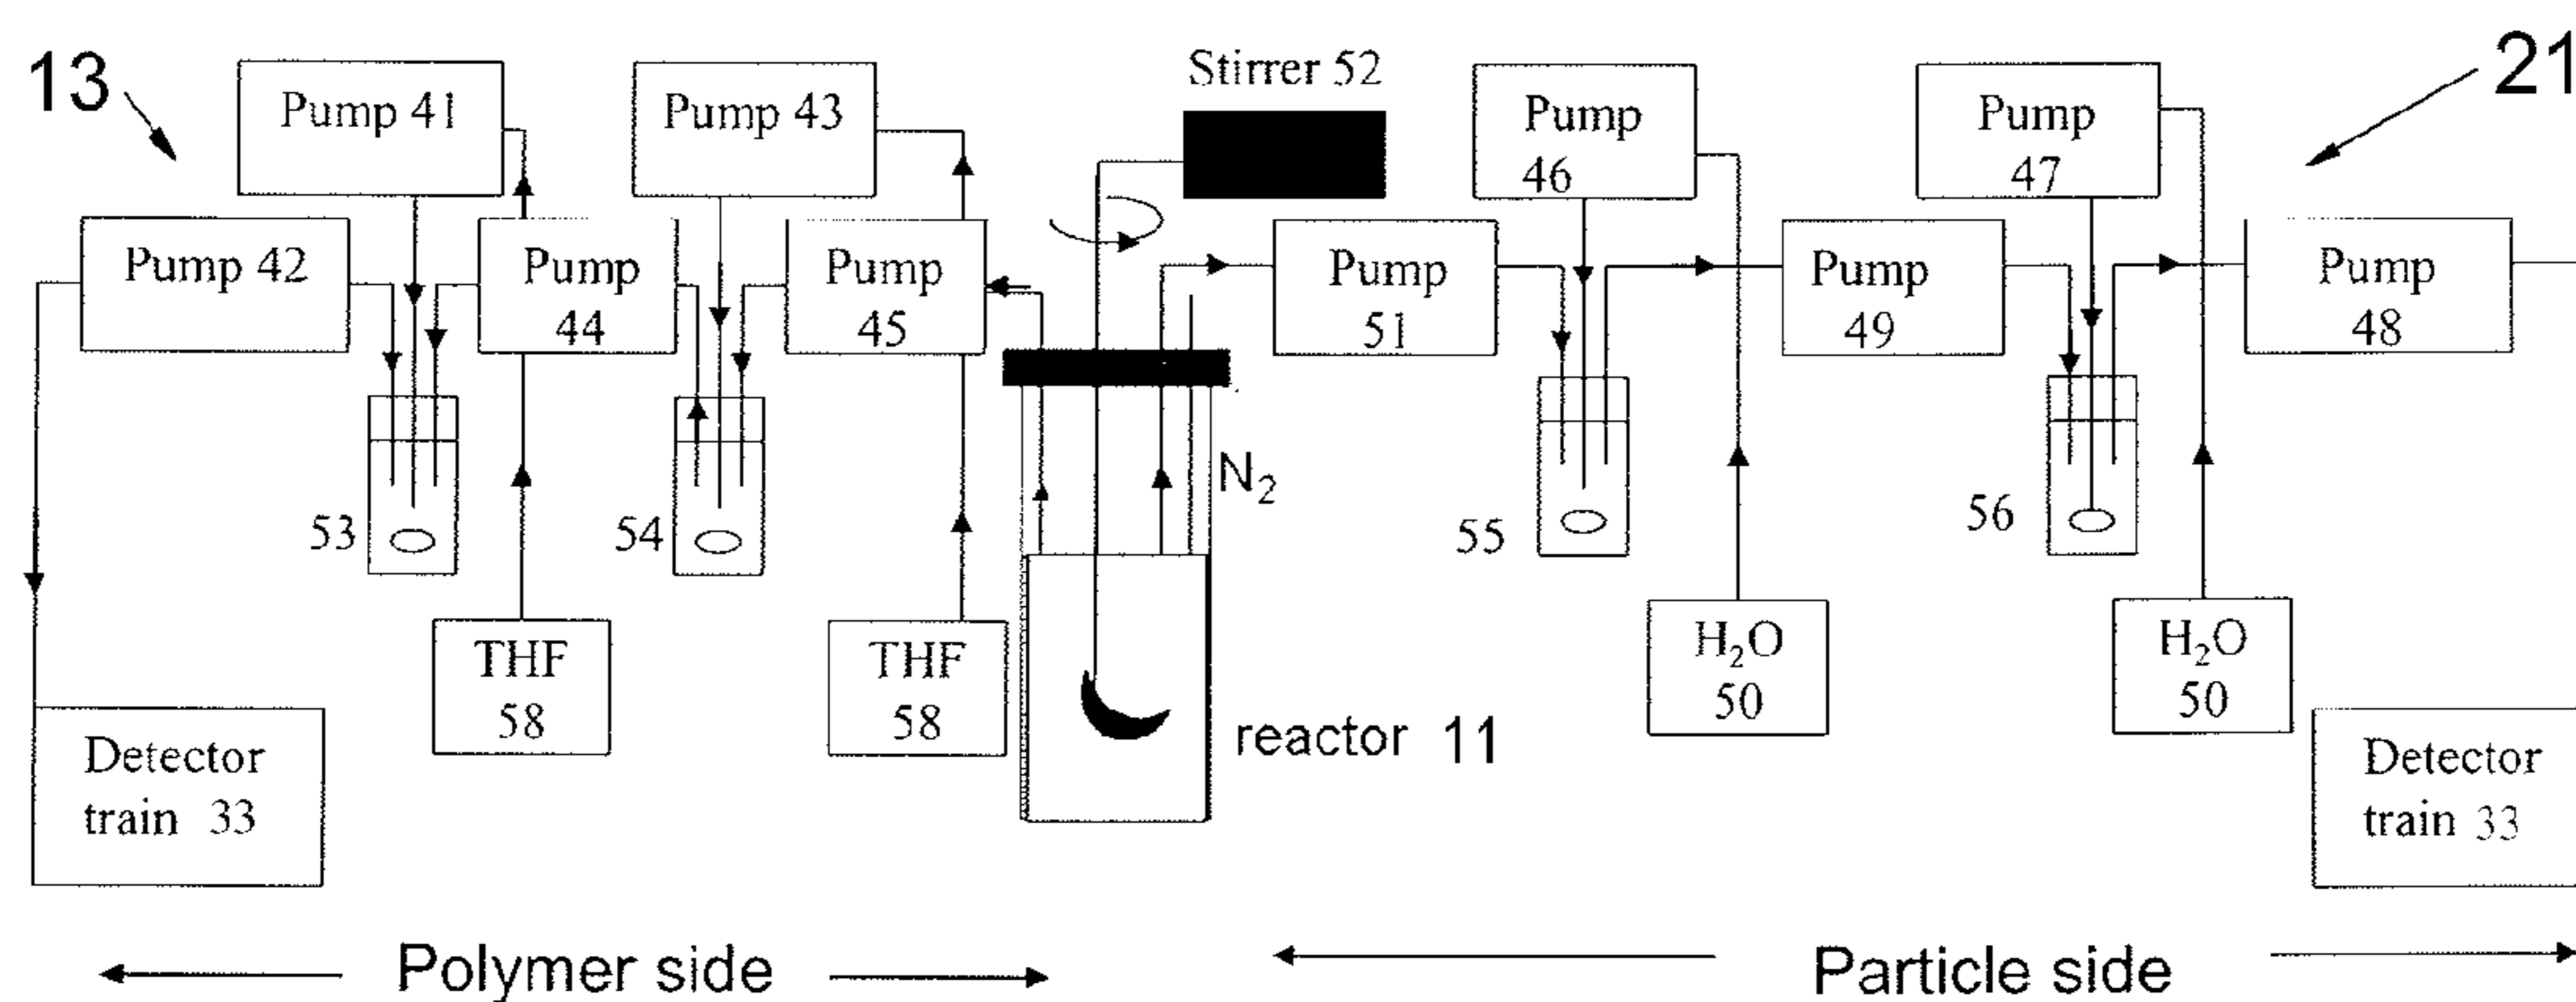 13
Pump 41
Pump 43
Stirrer 52
Pump
46
Pump
47
21
Pump 42
Pump
44
Pump
45
Pump
51
Pump
49
Pump
48
N₂
53
54
55
56
THF
58
THF
58
reactor 11
H₂O
50
H₂O
50
Detector
train 33
Detector
train 33
Polymer side
Particle side